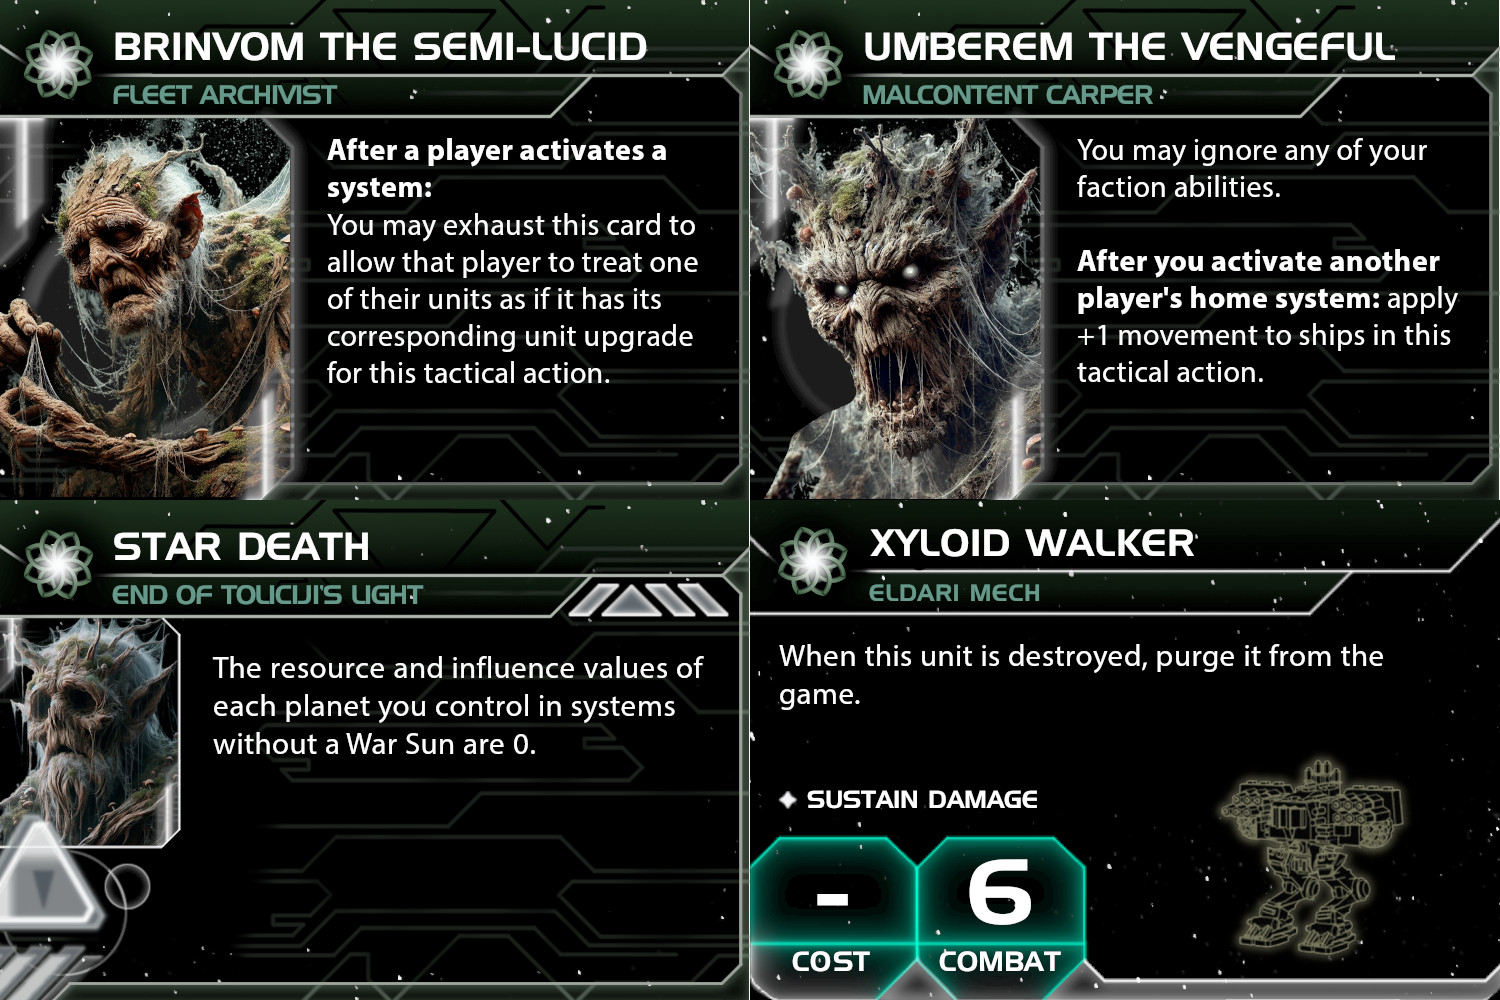 BRINVOM THE SEMI-LUCID
FLEET ARCHIVIST
After a player activates a
system:
You may exhaust this card to
allow that player to treat one
of their units as if it has its
corresponding unit upgrade
for this tactical action.
UMBEREM THE VENGEFUL
MALCONTENT CARPER
You may ignore any of your
faction abilities.
After you activate another
player's home system: apply
+1 movement to ships in this
tactical action.
STAR DEATH
END OF TOLICIJI'S LIGHT
The resource and influence values of
each planet you control in systems
without a War Sun are 0.
XYLOID WALKER
ELDARI MECH
When this unit is destroyed, purge it from the
game.
SUSTAIN DAMAGE
- 6
COST COMBAT